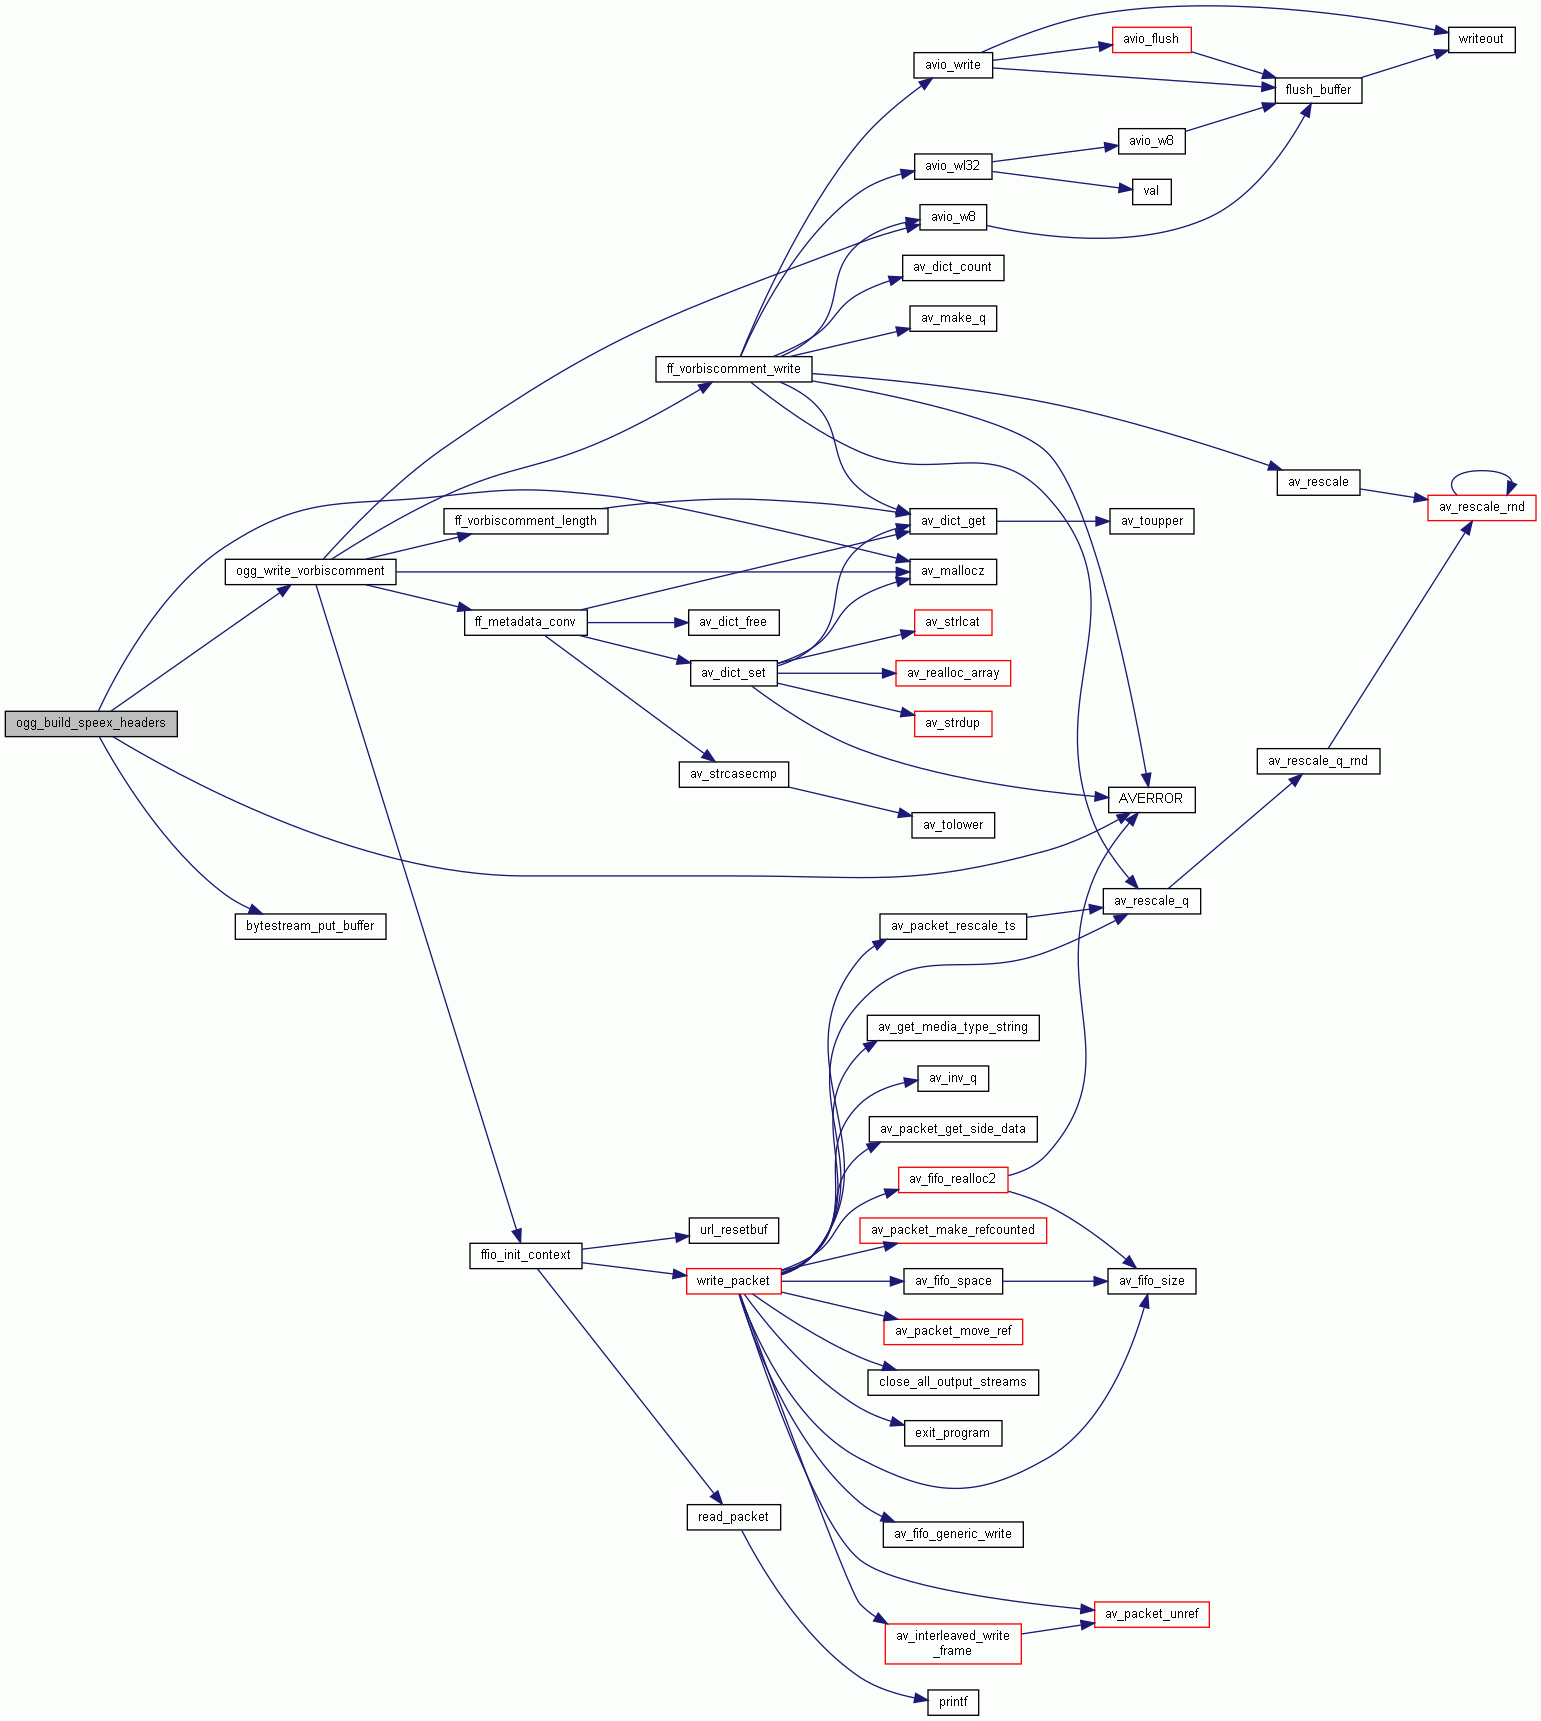 writeout
avio_flush
avio_write
flush_buffer
avio_w8
avio_wl32
val
avio_w8
av_dict_count
av_make_q
ff_vorbiscomment_write
av_rescale
av_rescale_rnd
ff_vorbiscomment_length
av_dict_get
av_toupper
ogg_write_vorbiscomment
av_mallocz
ff_metadata_conv
av_dict_free
av_strlcat
av_dict_set
av_realloc_array
ogg_build_speex_headers
av_strdup
av_rescale_q_rnd
av_strcasecmp
AVERROR
av_tolower
av_rescale_q
bytestream_put_buffer
av_packet_rescale_ts
av_get_media_type_string
av_inv_q
av_packet_get_side_data
av_fifo_realloc2
url_resetbuf
av_packet_make_refcounted
ffio_init_context
write_packet
av_fifo_space
av_fifo_size
av_packet_move_ref
close_all_output_streams
exit_program
read_packet
av_fifo_generic_write
av_packet_unref
av_interleaved_write
_frame
printf